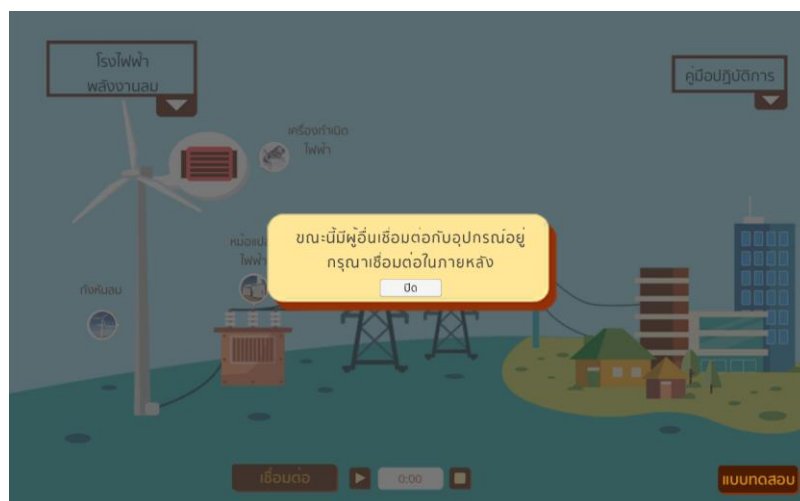 โรงไฟฟ้า
พลังงานลม
คู่มือปฏิบัติการ
เครื่องกำเนิด
ไฟฟ้า
ไฟฟ้า
กังหันลม
ขณะนี้มีผู้อื่นเชื่อมต่อกับอุปกรณ์อยู่
กรุณาเชื่อมต่อในภายหลัง
ปิด
เชื่อมต่อ
0:00
แบบทดสอบ